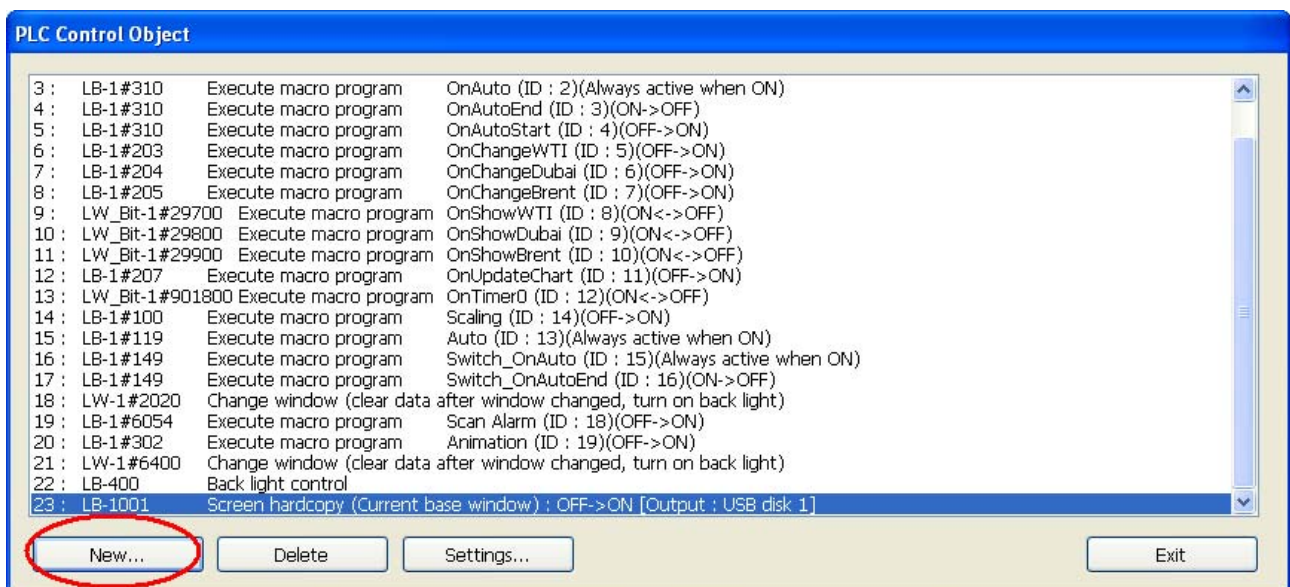 PLC Control Object
3 : LB-1#310 Execute macro program OnAuto (ID : 2)(Always active when ON)
4 : LB-1#310 Execute macro program OnAutoEnd (ID : 3)(ON->OFF)
5 : LB-1#310 Execute macro program OnAutoStart (ID : 4)(OFF->ON)
6 : LB-1#203 Execute macro program OnChangeWTI (ID : 5)(OFF->ON)
7 : LB-1#204 Execute macro program OnChangeDubai (ID : 6)(OFF->ON)
8 : LB-1#205 Execute macro program OnChangeBrent (ID : 7)(OFF->ON)
9 : LW_Bit-1#29700 Execute macro program OnShowWTI (ID : 8)(ON<->OFF)
10 : LW_Bit-1#29800 Execute macro program OnShowDubai (ID : 9)(ON<->OFF)
11 : LW_Bit-1#29900 Execute macro program OnShowBrent (ID : 10)(ON<->OFF)
12 : LB-1#207 Execute macro program OnUpdateChart (ID : 11)(OFF->ON)
13 : LW_Bit-1#901800 Execute macro program OnTimer0 (ID : 12)(ON<->OFF)
14 : LB-1#100 Execute macro program Scaling (ID : 14)(OFF->ON)
15 : LB-1#119 Execute macro program Auto (ID : 13)(Always active when ON)
16 : LB-1#149 Execute macro program Switch_OnAuto (ID : 15)(Always active when ON)
17 : LB-1#149 Execute macro program Switch_OnAutoEnd (ID : 16)(ON->OFF)
18 : LW-1#2020 Change window (clear data after window changed, turn on back light)
19 : LB-1#6054 Execute macro program Scan Alarm (ID : 18)(OFF->ON)
20 : LB-1#302 Execute macro program Animation (ID : 19)(OFF->ON)
21 : LW-1#6400 Change window (clear data after window changed, turn on back light)
22 : LB-400 Back light control
23 : LB-1001 Screen hardcopy (Current base window) : OFF->ON [Output : USB disk 1]
New... Delete Settings... Exit